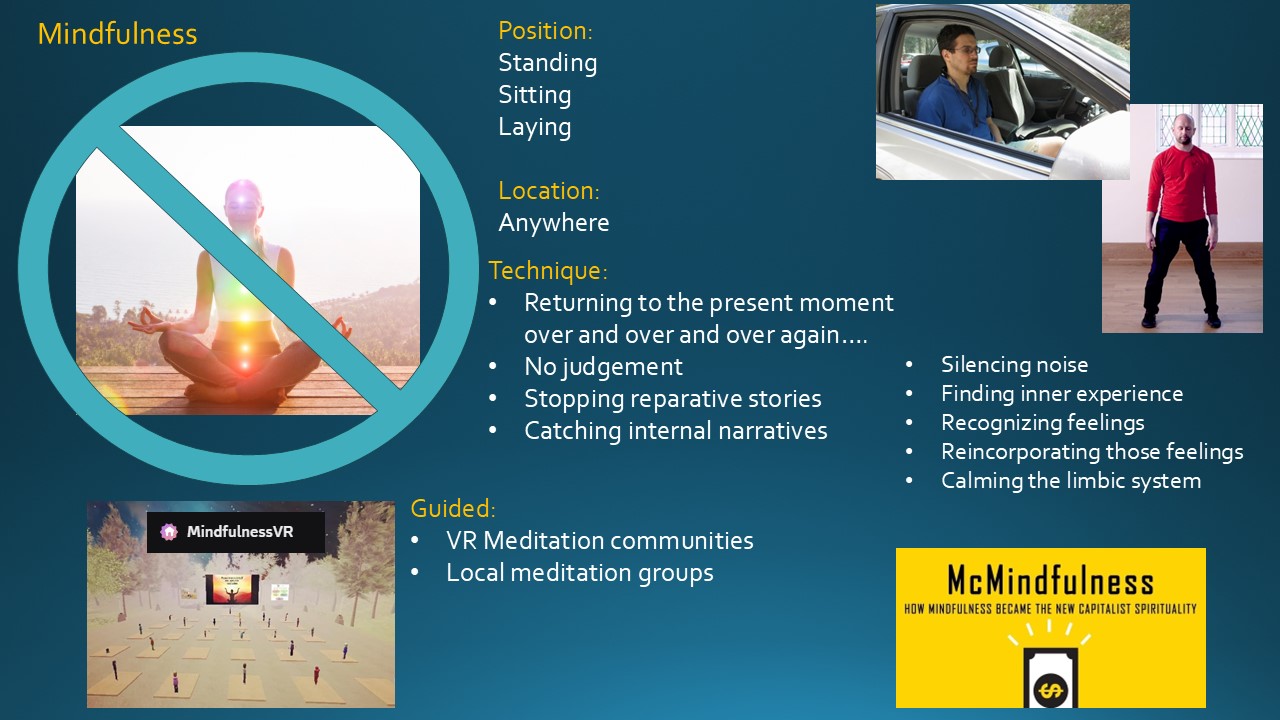 Mindfulness
Position:
Standing
Sitting
Laying
Location:
Anywhere
Technique:
• Returning to the present moment
over and over and over again....
• No judgement
• Stopping reparative stories
• Catching internal narratives
• Silencing noise
• Finding inner experience
• Recognizing feelings
• Reincorporating those feelings
• Calming the limbic system
MindfulnessVR
Guided:
• VR Meditation communities
• Local meditation groups
McMindfulness
HOW MINDFULNESS BECAME THE NEW CAPITALIST SPIRITUALITY
$